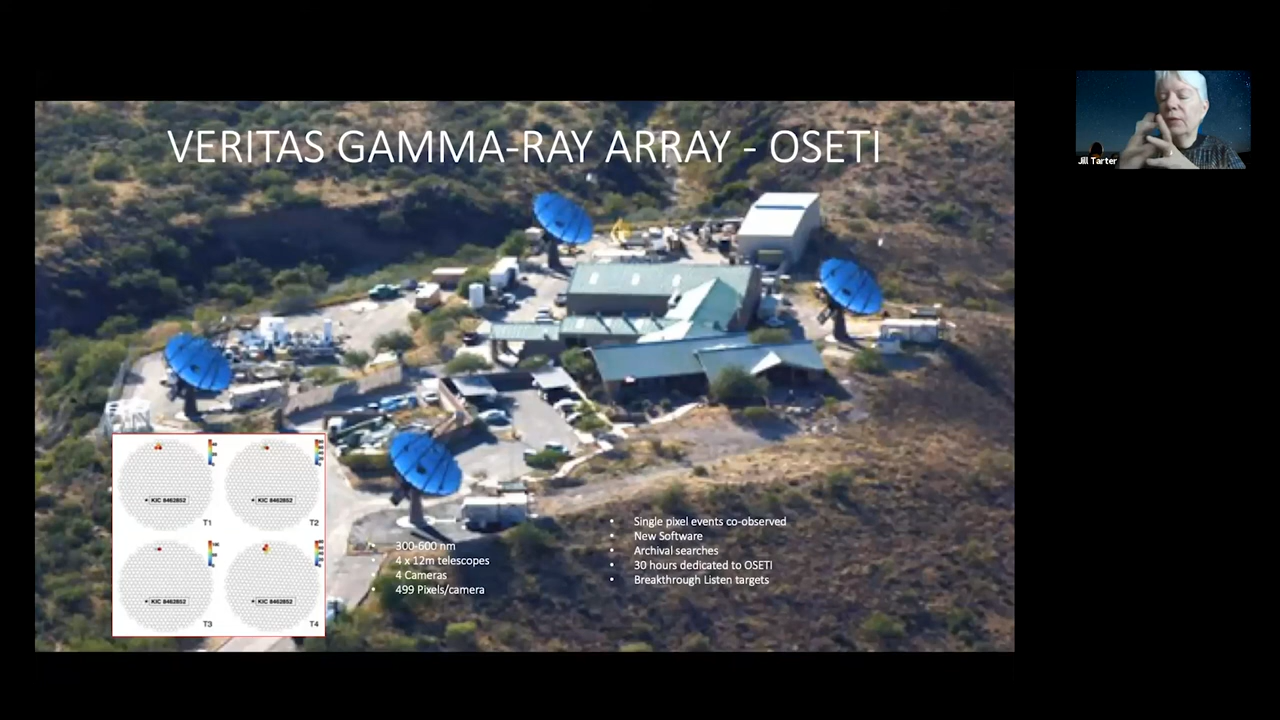 VERITAS GAMMA-RAY ARRAY - OSETI
Jill Tarter
KIC 8462852
T1
KIC 8462852
T2
KIC 8462852
T3
KIC 8462852
T4
• 300-600 nm
• 4 x 12m telescopes
• 4 Cameras
• 499 Pixels/camera
• Single pixel events co-observed
• New Software
• Archival searches
• 30 hours dedicated to OSETI
• Breakthrough Listen targets